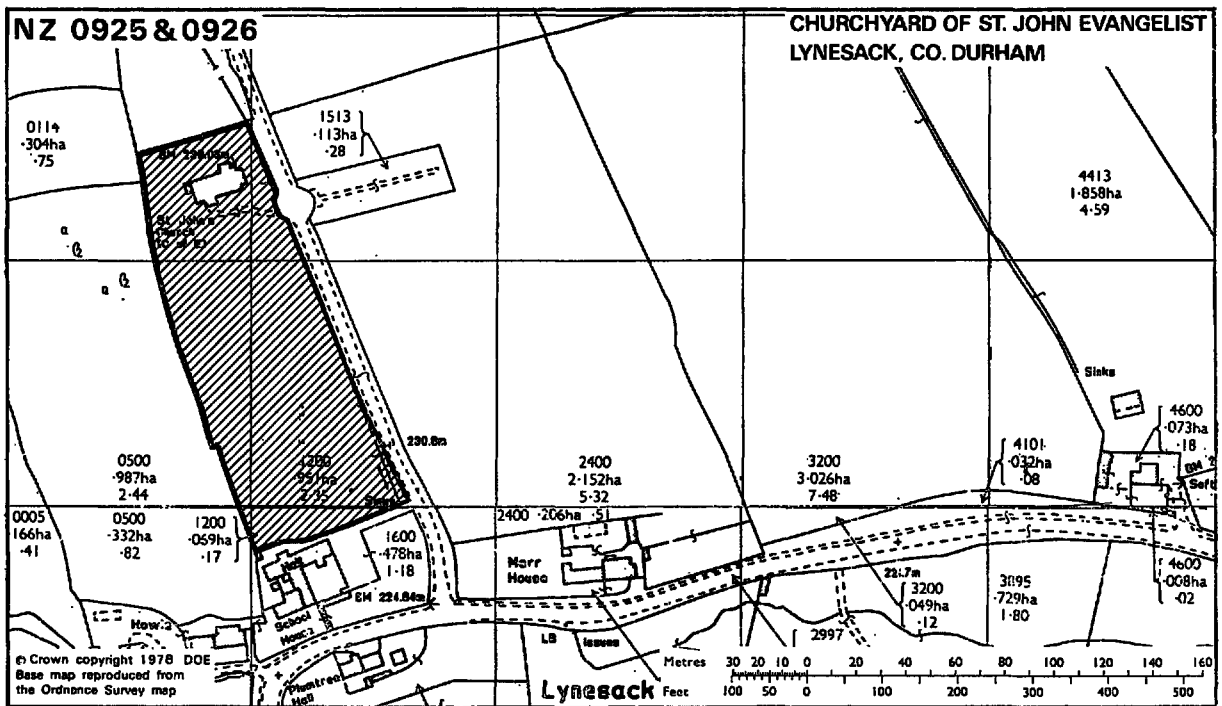 NZ 0925 & 0926
CHURCHYARD OF ST. JOHN EVANGELIST
LYNESACK, CO. DURHAM
0114
·304ha
·75
1513
·113ha
·28
4413
1·858ha
4·59
St John's
Church
Sinks
230.8m
0500
·987ha
2·44
1200
2·35
2400
2·152ha
5·32
3200
3·026ha
7·48
4101
·032ha
·08
4600
·073ha
·18
0005
166ha
·41
0500
·332ha
·82
1200
·069ha
·17
1600
·478ha
1·18
2400 ·206ha ·51
Marr
House
BM 224.84m
School
221.7m
3200
·049ha
·12
3895
·729ha
1·80
4600
·008ha
·02
2997
LB
Issues
Plumtree
Hall
Lynesack
© Crown copyright 1978 DOE
Base map reproduced from
the Ordnance Survey map
Metres 30 20 10 0 20 40 60 80 100 120 140 160
Feet 100 50 0 100 200 300 400 500